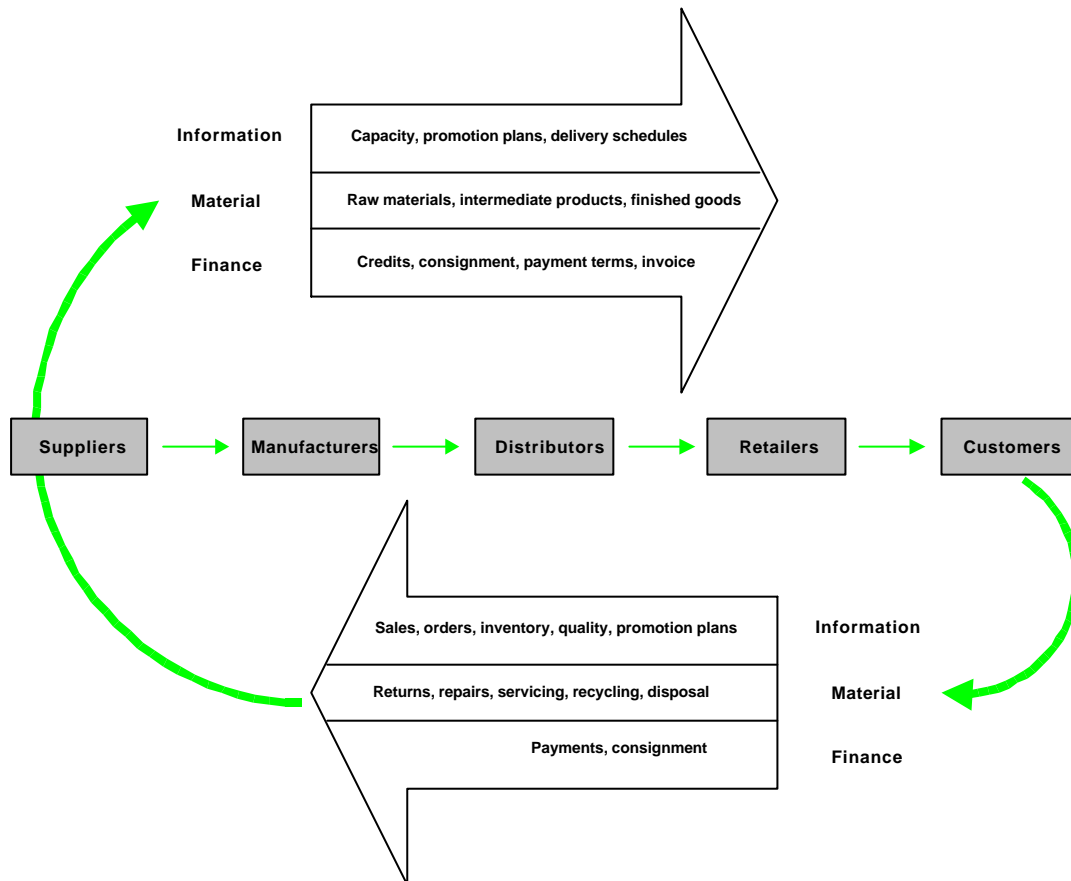 Information
Capacity, promotion plans, delivery schedules
Material
Raw materials, intermediate products, finished goods
Finance
Credits, consignment, payment terms, invoice
Suppliers
Manufacturers
Distributors
Retailers
Customers
Sales, orders, inventory, quality, promotion plans
Information
Returns, repairs, servicing, recycling, disposal
Material
Payments, consignment
Finance